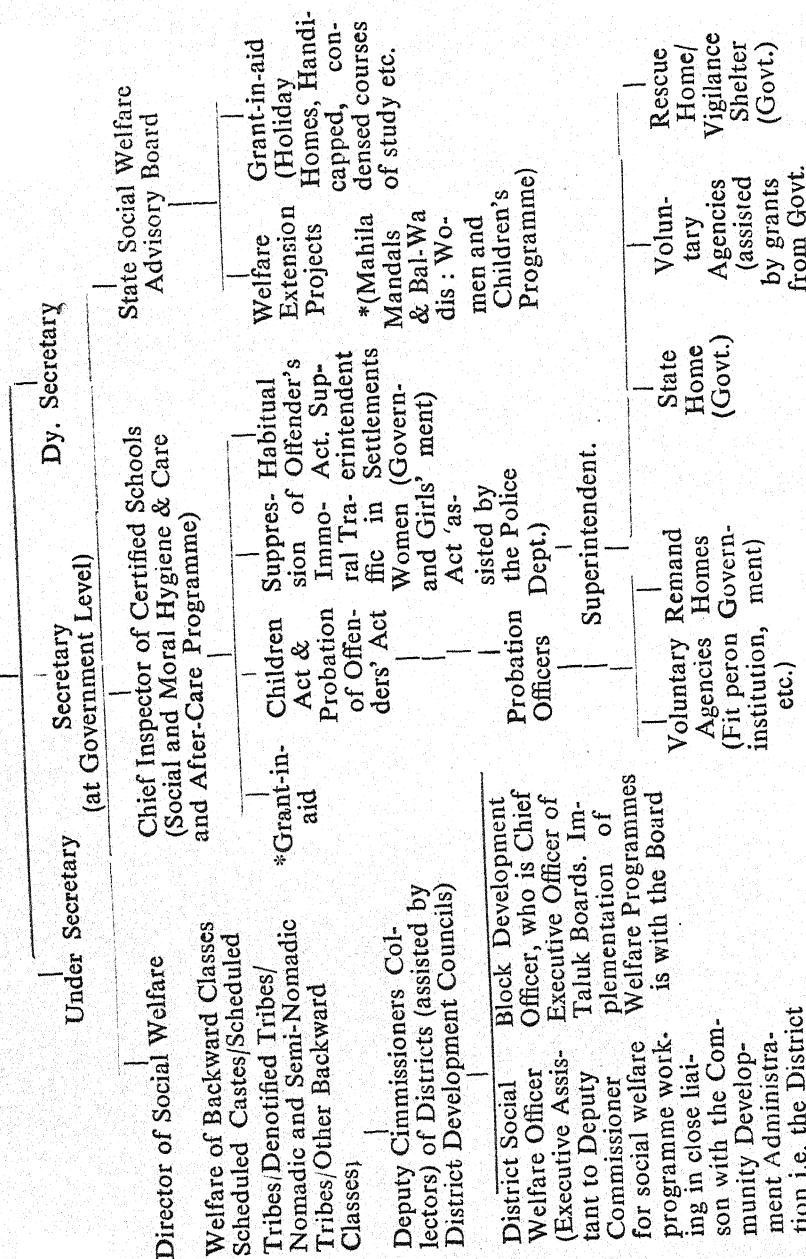 Under Secretary
Secretary
(at Government Level)
Dy. Secretary
Director of Social Welfare
Chief Inspector of Certified Schools
(Social and Moral Hygiene & Care
and After-Care Programme)
State Social Welfare
Advisory Board
Welfare of Backward Classes
Scheduled Castes/Scheduled
Tribes/Denotified Tribes/
Nomadic and Semi-Nomadic
Tribes/Other Backward
Classes)
*Grant-in-
aid
Children
Act &
Probation
of Offen-
ders' Act
Suppres-
sion of
Immo-
ral Tra-
ffic in
Women
and Girls'
Act 'as-
sisted by
the Police
Dept.)
Habitual
Offender's
Act. Sup-
erintendent
Settlements
(Govern-
ment)
Welfare
Extension
Projects
*(Mahila
Mandals
& Bal-Wa
dis : Wo-
men and
Children's
Programme)
Grant-in-aid
(Holiday
Homes, Handi-
capped, con-
densed courses
of study etc.
Deputy Cimmissioners Col-
lectors) of Districts (assisted by
District Development Councils)
Probation
Officers
Superintendent.
District Social
Welfare Officer
(Executive Assis-
tant to Deputy
Commissioner
for social welfare
programme work-
ing in close liai-
son with the Com-
munity Develop-
ment Administra-
tion i.e. the District
Block Development
Officer, who is Chief
Executive Officer of
Taluk Boards. Im-
plementation of
Welfare Programmes
is with the Board
Voluntary
Agencies
(Fit peron
institution,
etc.)
Remand
Homes
Govern-
ment)
State
Home
(Govt.)
Volun-
tary
Agencies
(assisted
by grants
from Govt.
Rescue
Home/
Vigilance
Shelter
(Govt.)